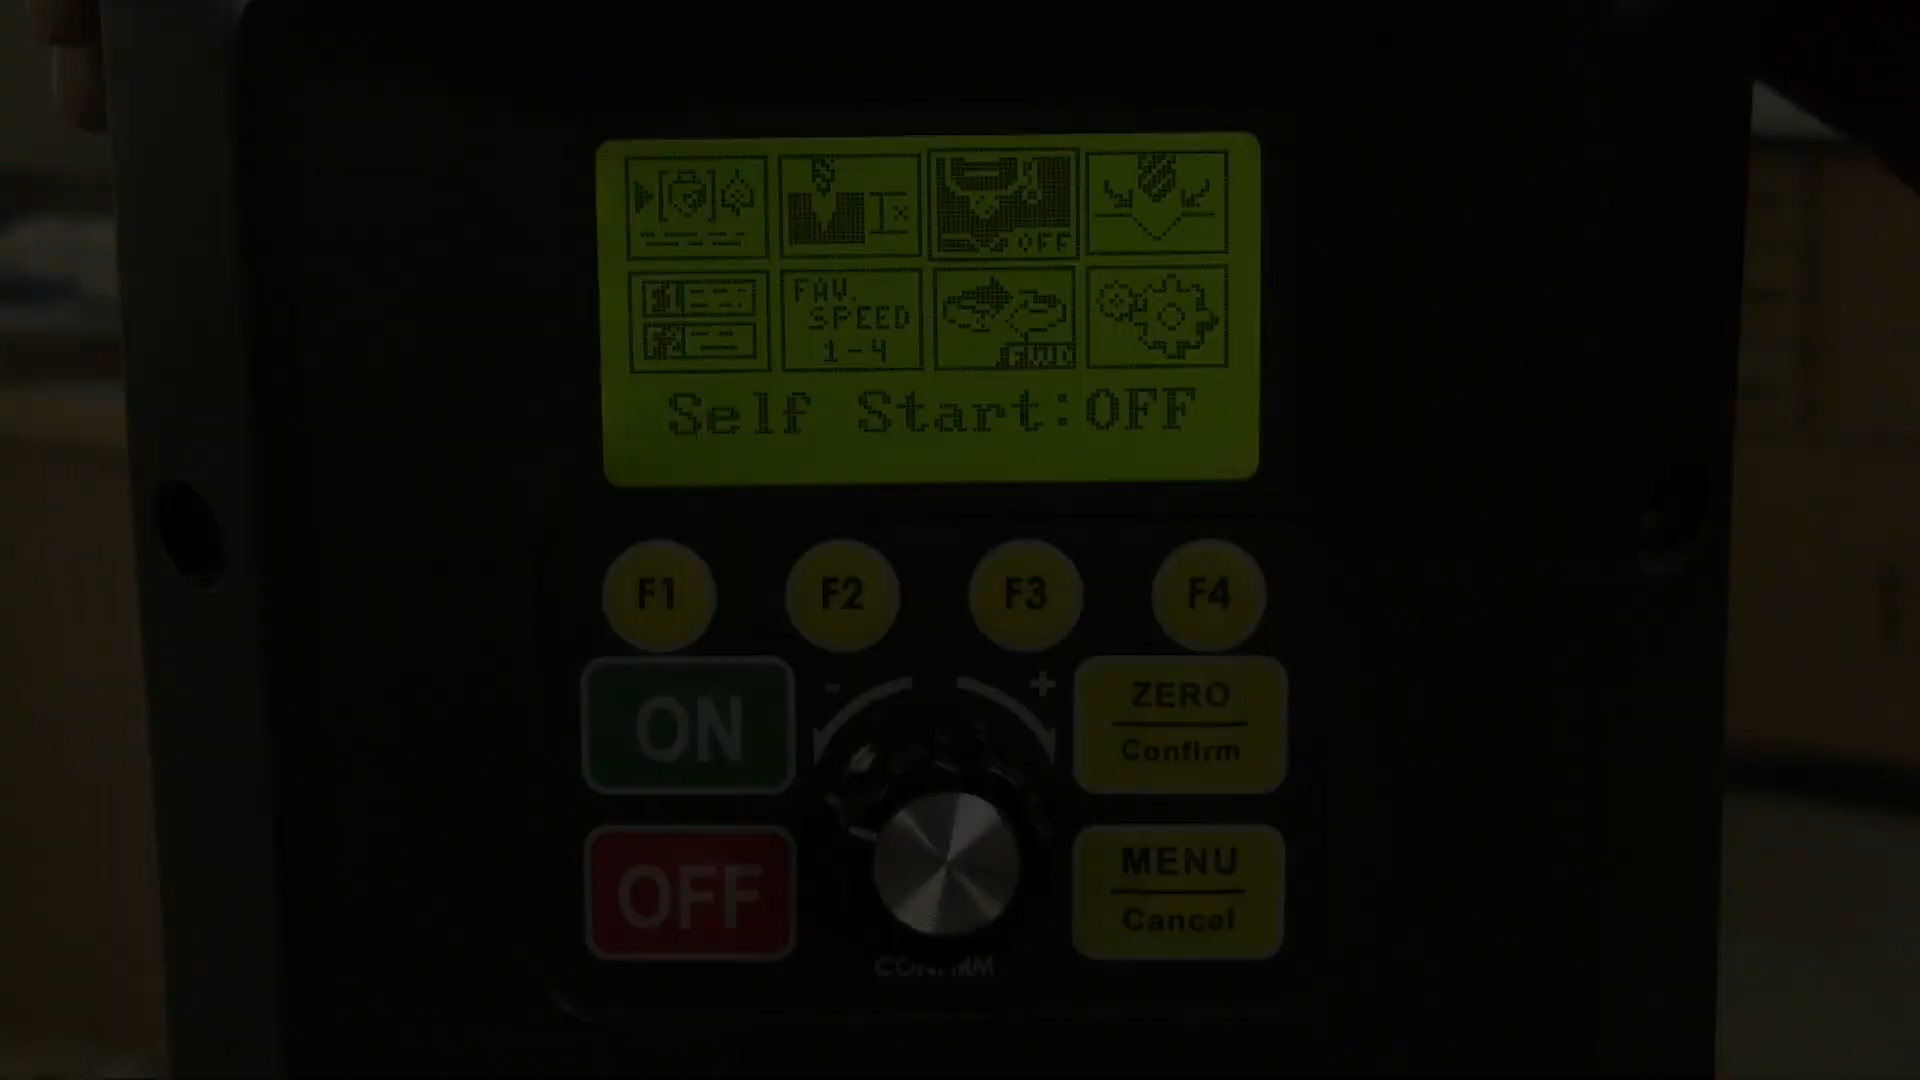 OFF
FAV.
SPEED
1-4
Self Start:OFF
F1 F2 F3 F4
- +
ON
ZERO
Confirm
OFF
MENU
Cancel
CONFIRM